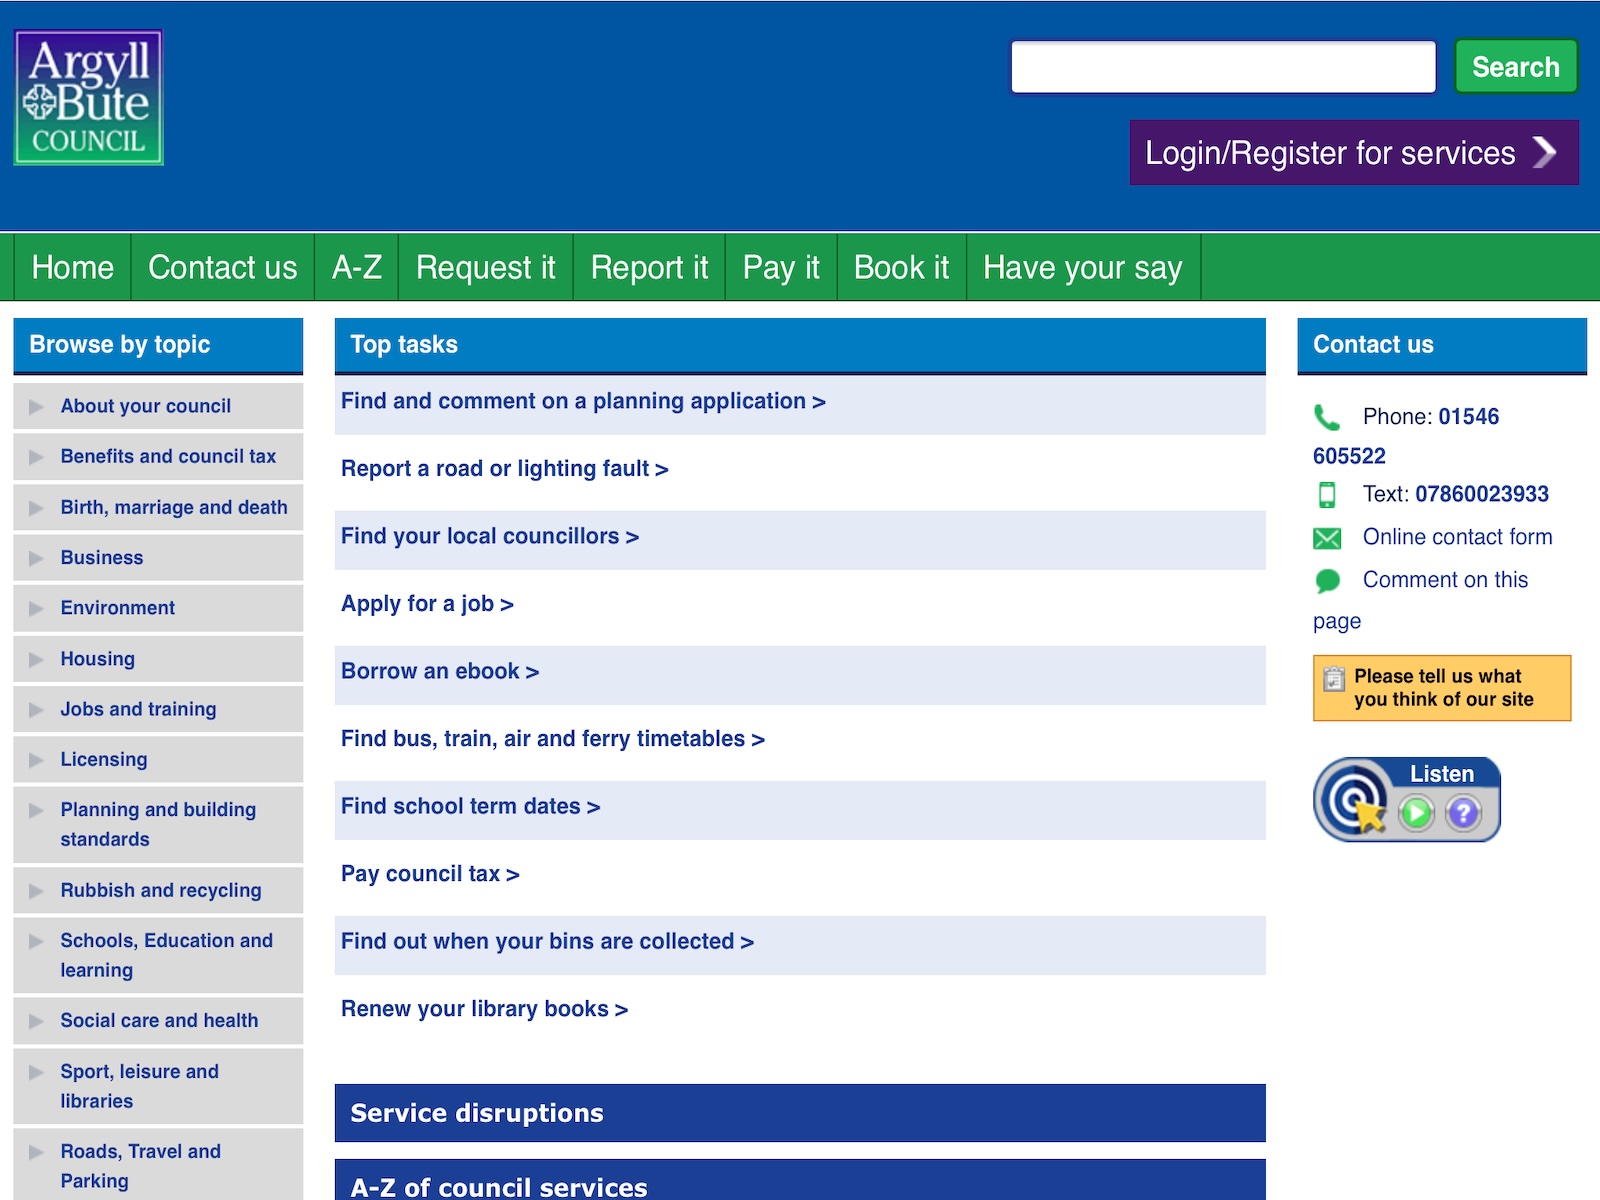 Argyll
Bute
COUNCIL
Search
Login/Register for services
Home
Contact us
A-Z
Request it
Report it
Pay it
Book it
Have your say
Browse by topic
About your council
Benefits and council tax
Birth, marriage and death
Business
Environment
Housing
Jobs and training
Licensing
Planning and building
standards
Rubbish and recycling
Schools, Education and
learning
Social care and health
Sport, leisure and
libraries
Roads, Travel and
Parking
Top tasks
Find and comment on a planning application >
Report a road or lighting fault >
Find your local councillors >
Apply for a job >
Borrow an ebook >
Find bus, train, air and ferry timetables >
Find school term dates >
Pay council tax >
Find out when your bins are collected >
Renew your library books >
Service disruptions
A-Z of council services
Contact us
Phone: 01546
605522
Text: 07860023933
Online contact form
Comment on this
page
Please tell us what
you think of our site
Listen
?